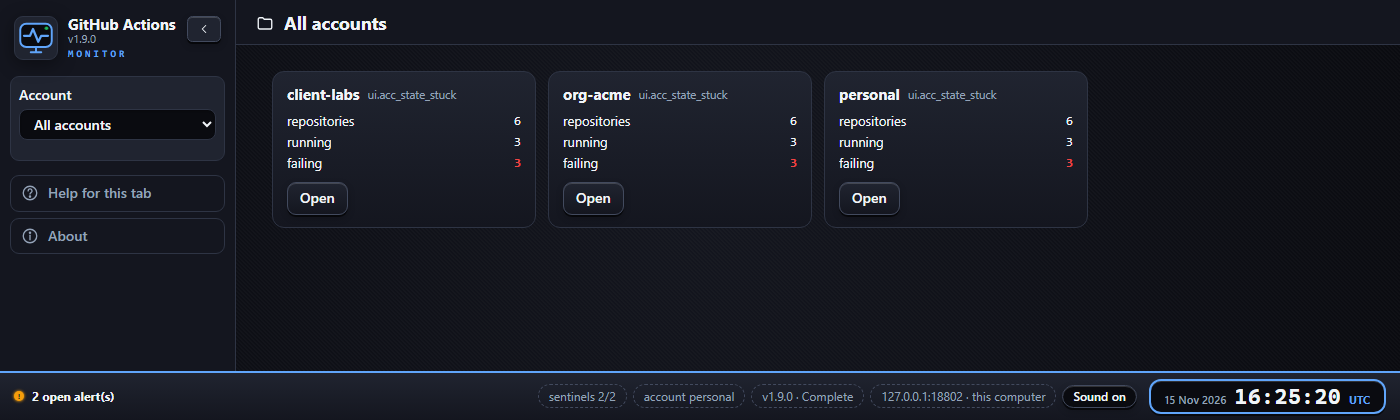 GitHub Actions
v1.9.0
MONITOR
Account
All accounts
Help for this tab
About
All accounts
client-labs ui.acc_state_stuck
repositories 6
running 3
failing 3
Open
org-acme ui.acc_state_stuck
repositories 6
running 3
failing 3
Open
personal ui.acc_state_stuck
repositories 6
running 3
failing 3
Open
2 open alert(s)
sentinels 2/2
account personal
v1.9.0 · Complete
127.0.0.1:18802 · this computer
Sound on
15 Nov 2026 16:25:20 UTC